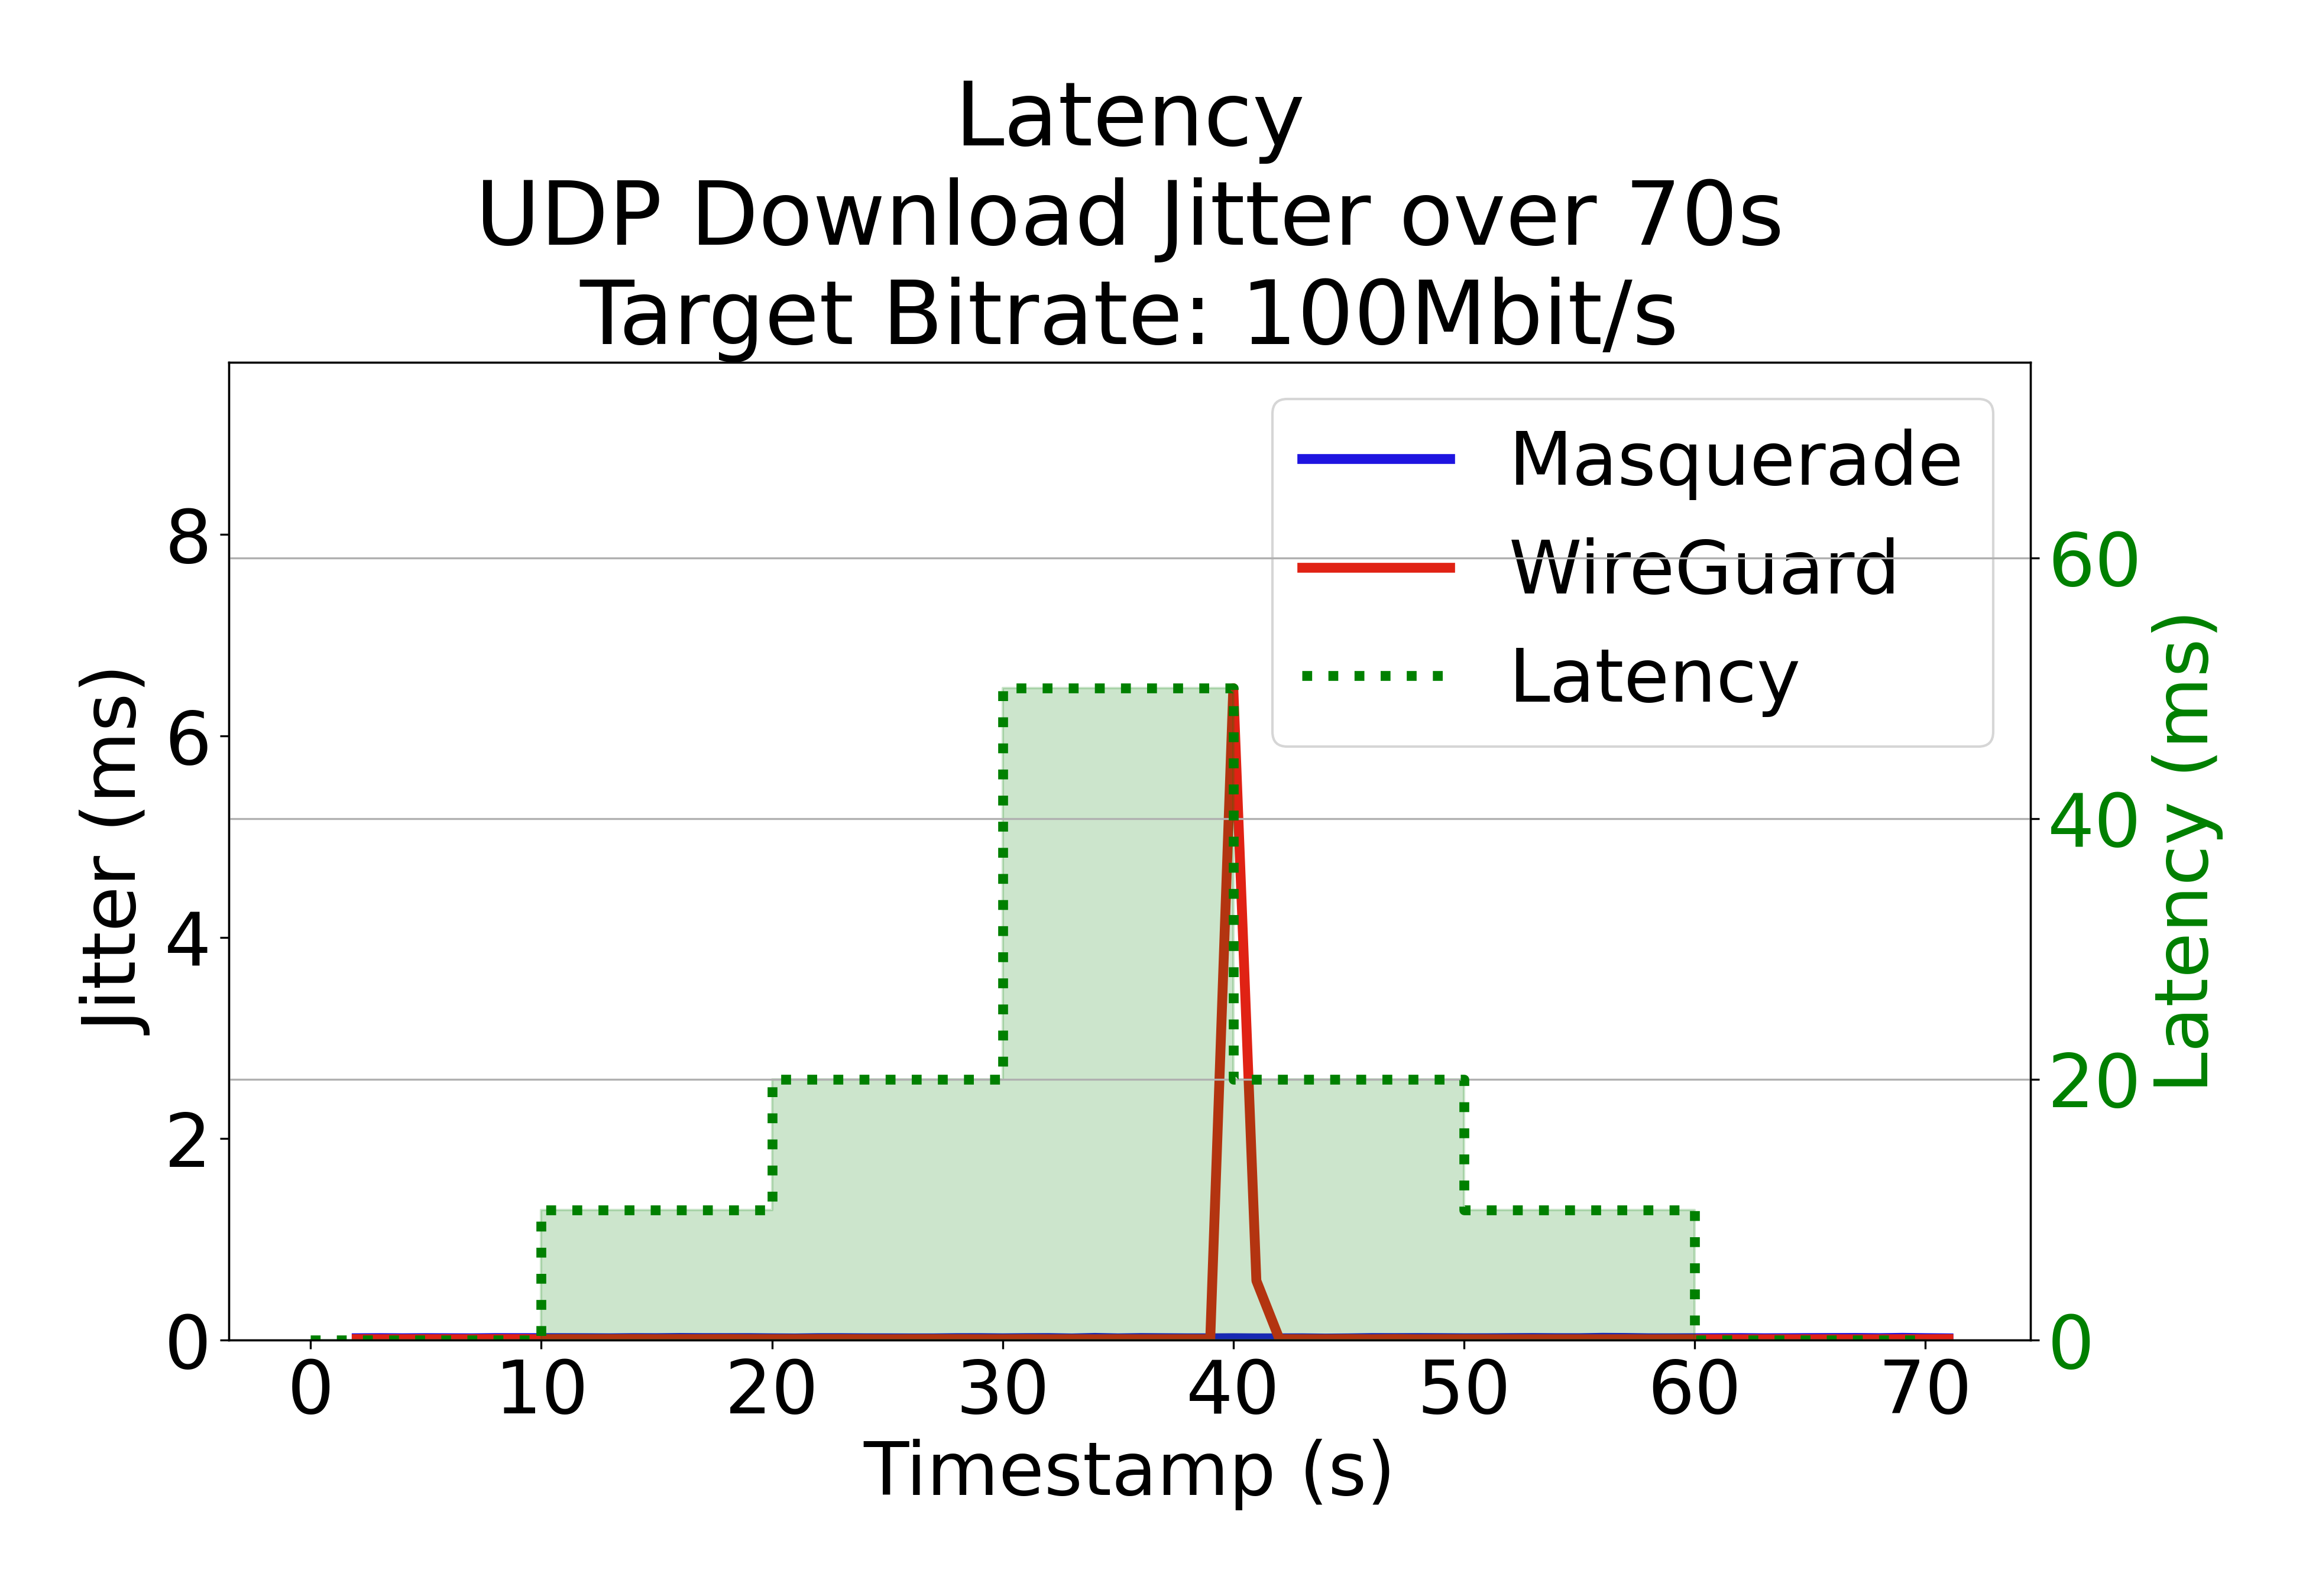 Latency
UDP Download Jitter over 70s
Target Bitrate: 100Mbit/s
Masquerade
WireGuard
Latency
Jitter (ms)
8
6
4
2
0
60
40
20
0
Latency (ms)
0 10 20 30 40 50 60 70
Timestamp (s)